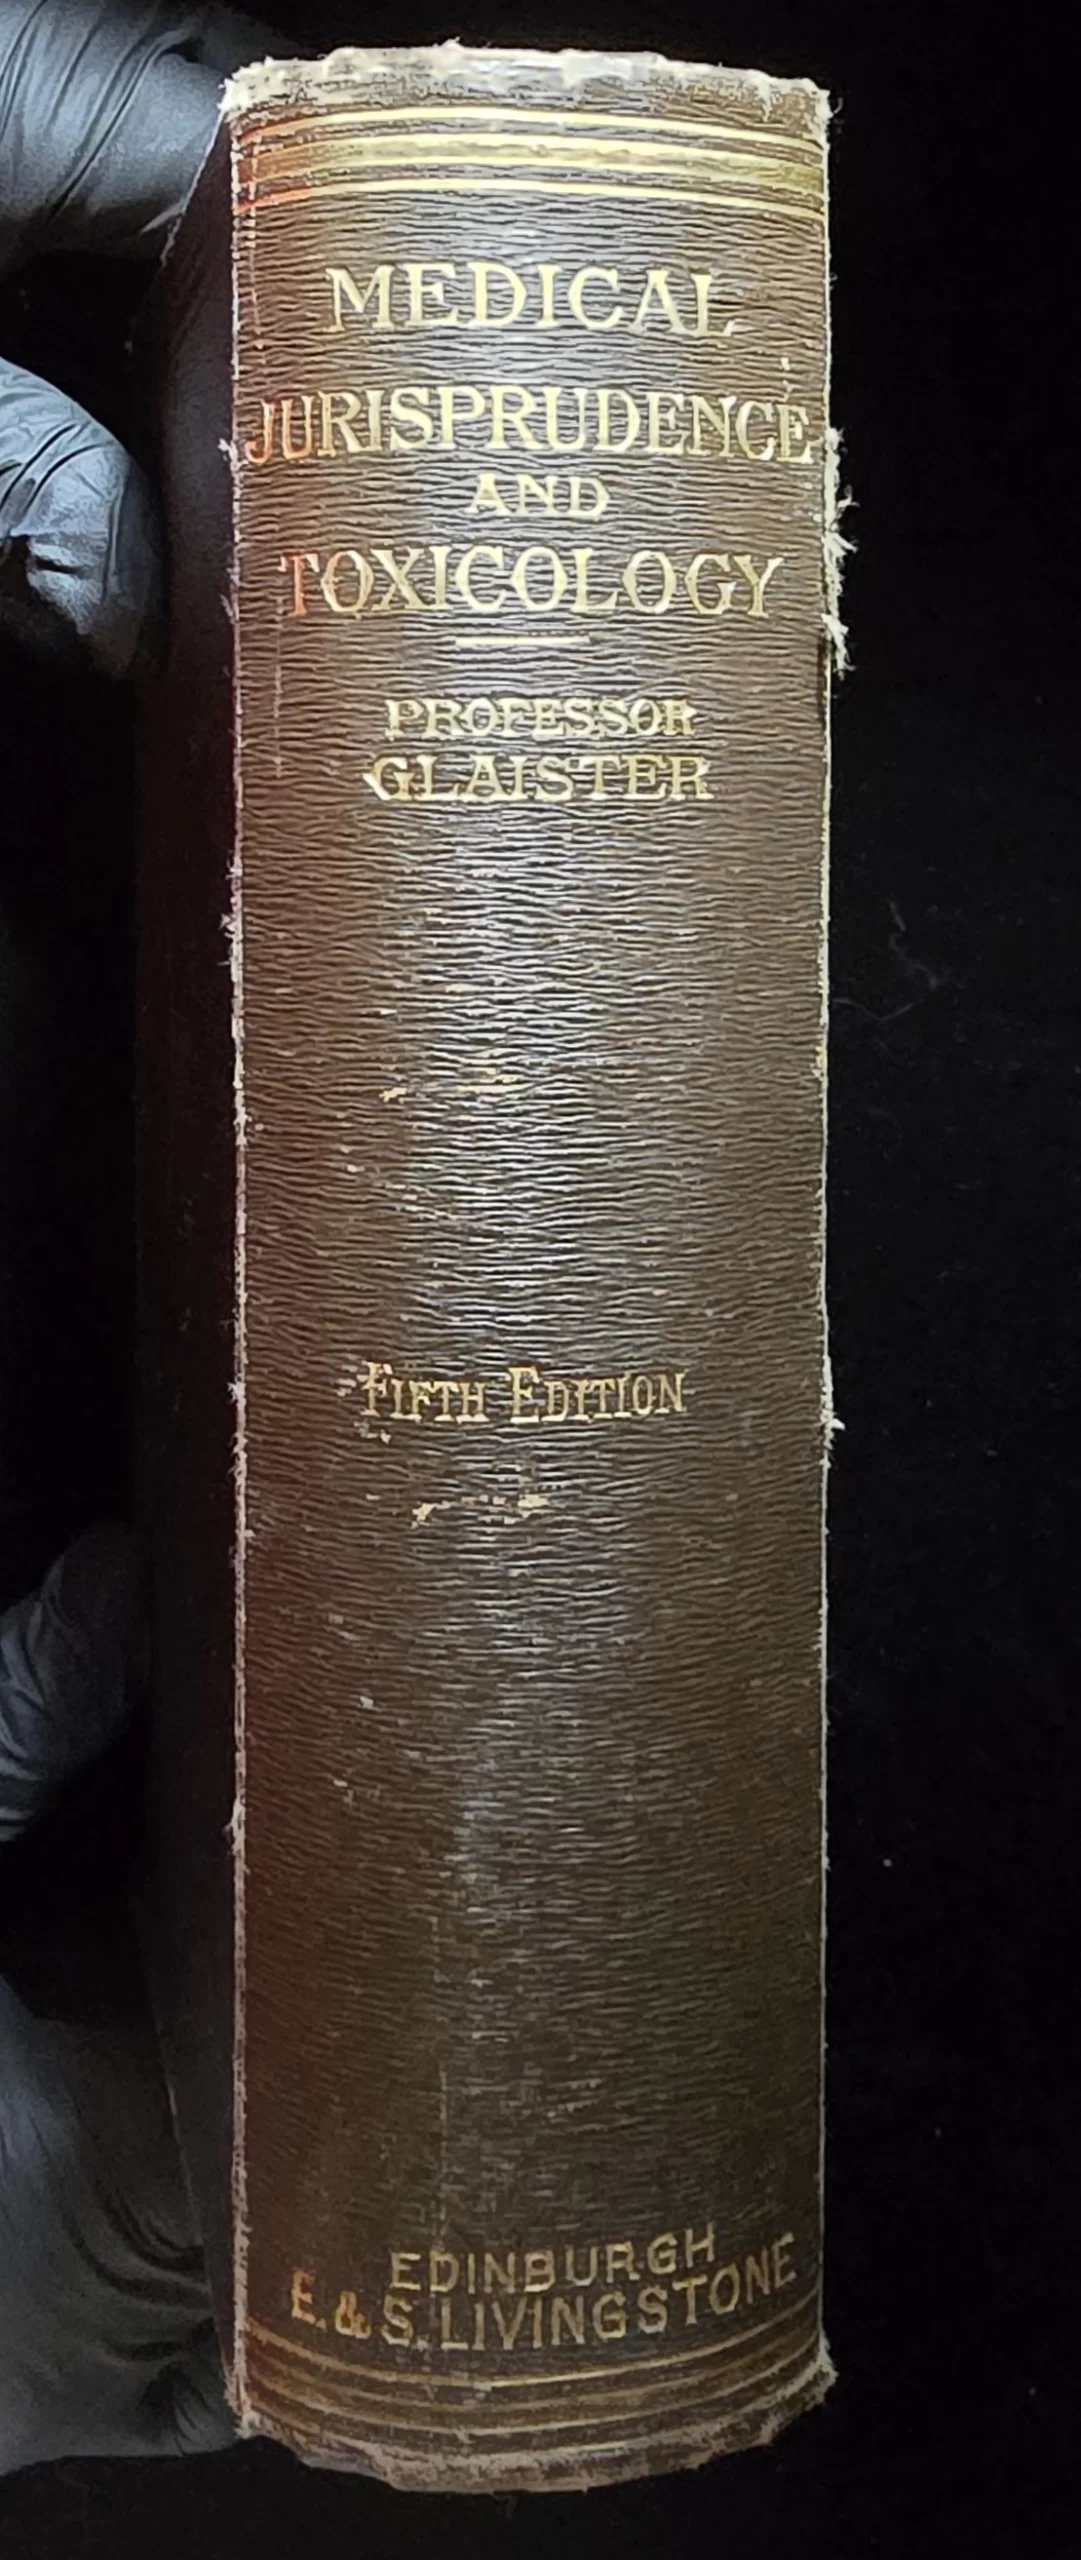 MEDICAL
JURISPRUDENCE
AND
TOXICOLOGY
PROFESSOR
GLAISTER
FIFTH EDITION
EDINBURGH
E. & S. LIVINGSTONE